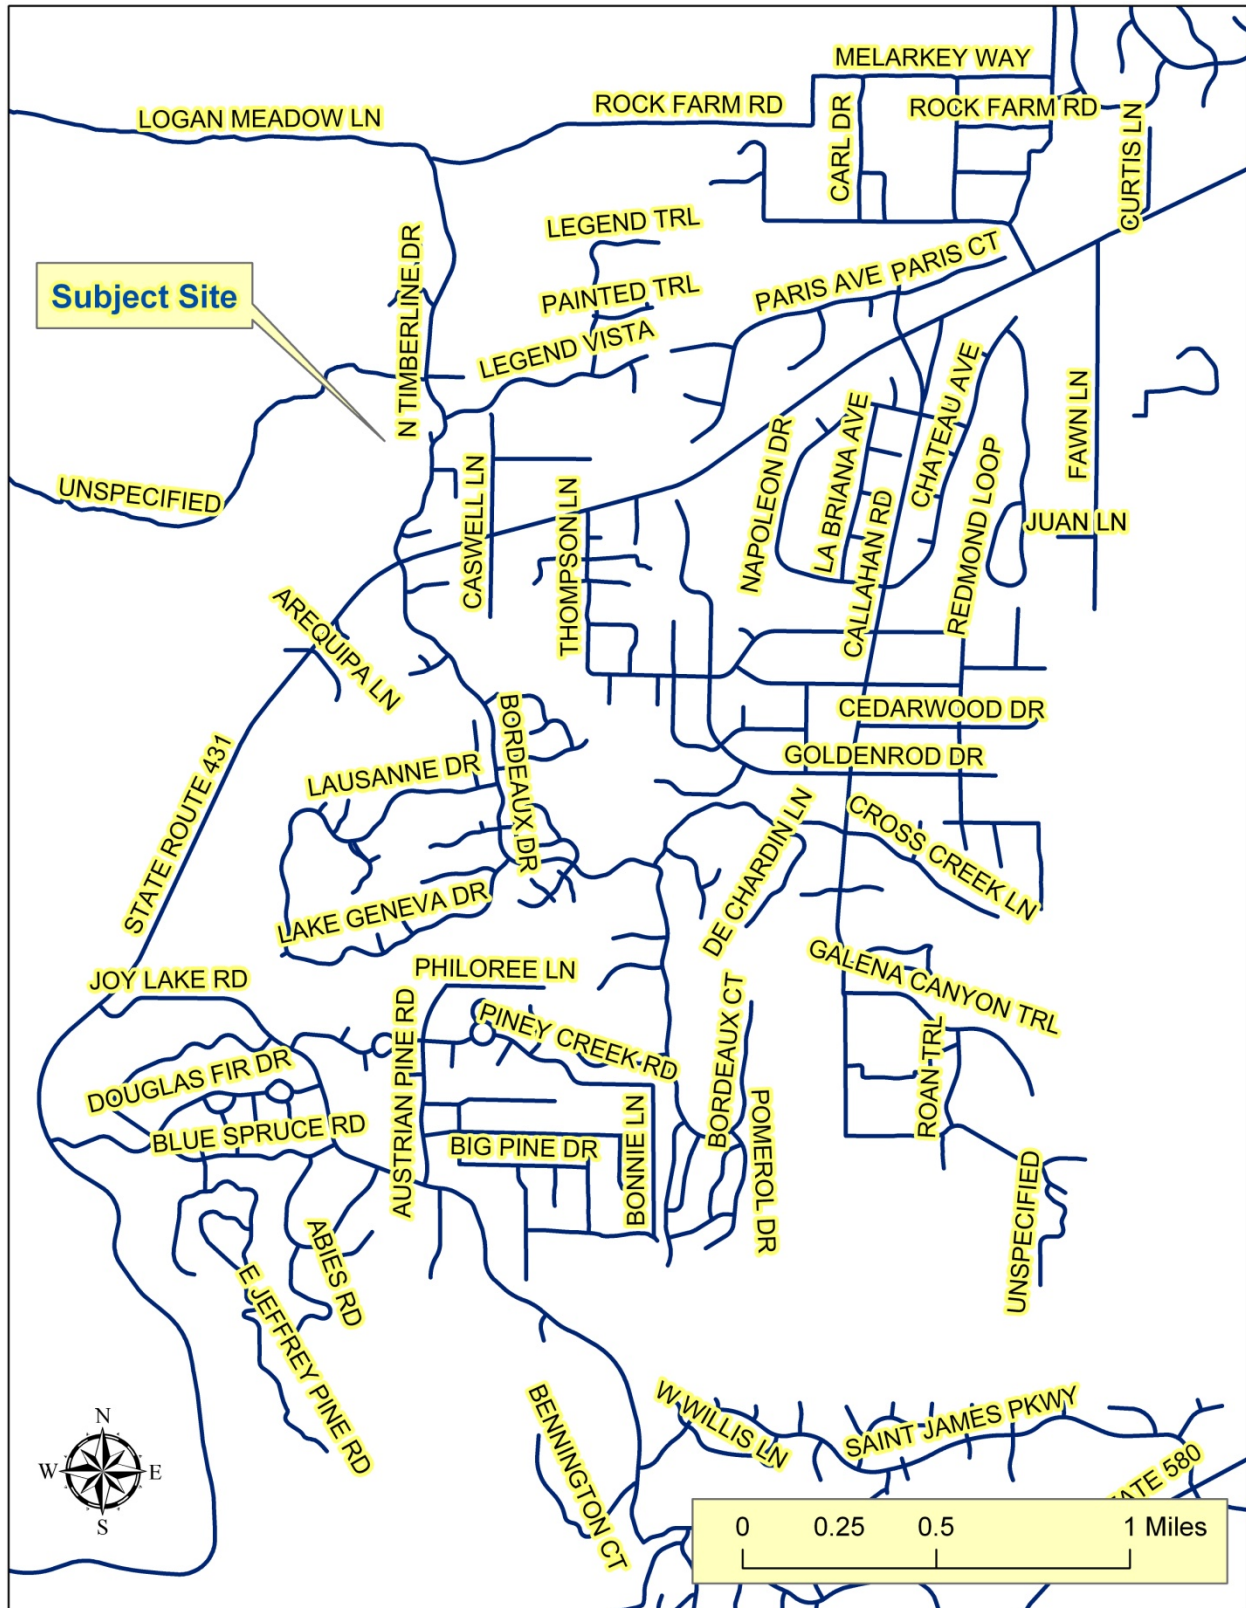 MELARKEY WAY
LOGAN MEADOW LN
ROCK FARM RD
CARL DR
ROCK FARM RD
CURTIS LN
LEGEND TRL
N TIMBERLINE DR
PARIS AVE
PARIS CT
Subject Site
PAINTED TRL
LEGEND VISTA
UNSPECIFIED
CASWELL LN
THOMPSON LN
NAPOLEON DR
LA BRIANA AVE
CALLAHAN RD
CHATEAU AVE
REDMOND LOOP
FAWN LN
JUAN LN
AREQUIPA LN
STATE ROUTE 431
LAUSANNE DR
BORDEAUX DR
CEDARWOOD DR
GOLDENROD DR
DE CHARDIN LN
CROSS CREEK LN
LAKE GENEVA DR
JOY LAKE RD
PHILOREE LN
GALENA CANYON TRL
AUSTRIAN PINE RD
PINEY CREEK RD
BORDEAUX CT
ROAN TRL
DOUGLAS FIR DR
BLUE SPRUCE RD
BIG PINE DR
BONNIE LN
POMEROL DR
UNSPECIFIED
ABIES RD
E JEFFREY PINE RD
BENNINGTON CT
W WILLIS LN
SAINT JAMES PKWY
ATE 580
N
W E
S
0 0.25 0.5 1 Miles